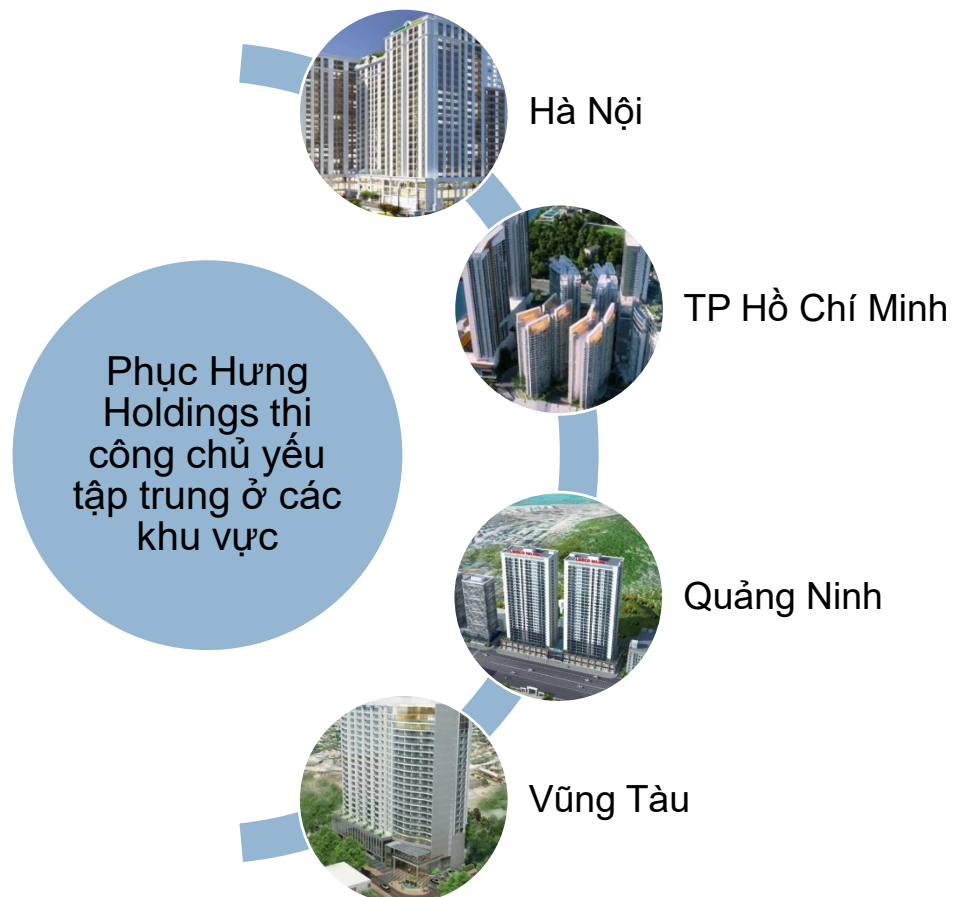 Hà Nội
TP Hồ Chí Minh
Phục Hưng
Holdings thi
công chủ yếu
tập trung ở các
khu vực
Quảng Ninh
Vũng Tàu